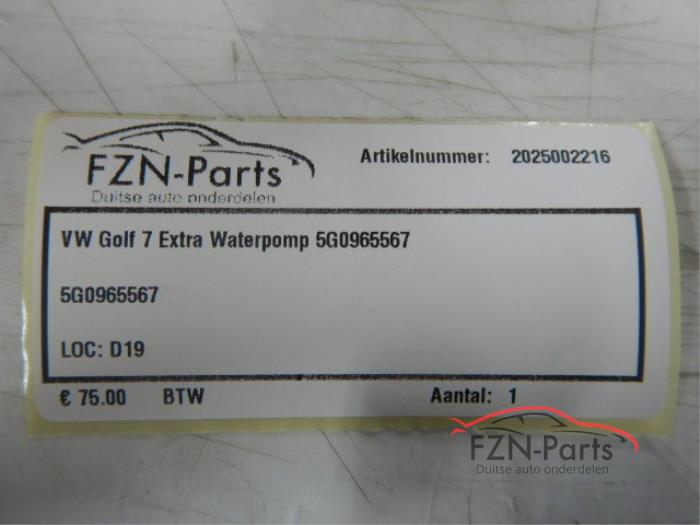 FZN-Parts
Duitse auto onderdelen
Artikelnummer: 2025002216
VW Golf 7 Extra Waterpomp 5G0965567
5G0965567
LOC: D19
€ 75.00 BTW Aantal: 1
FZN-Parts
Duitse auto onderdelen